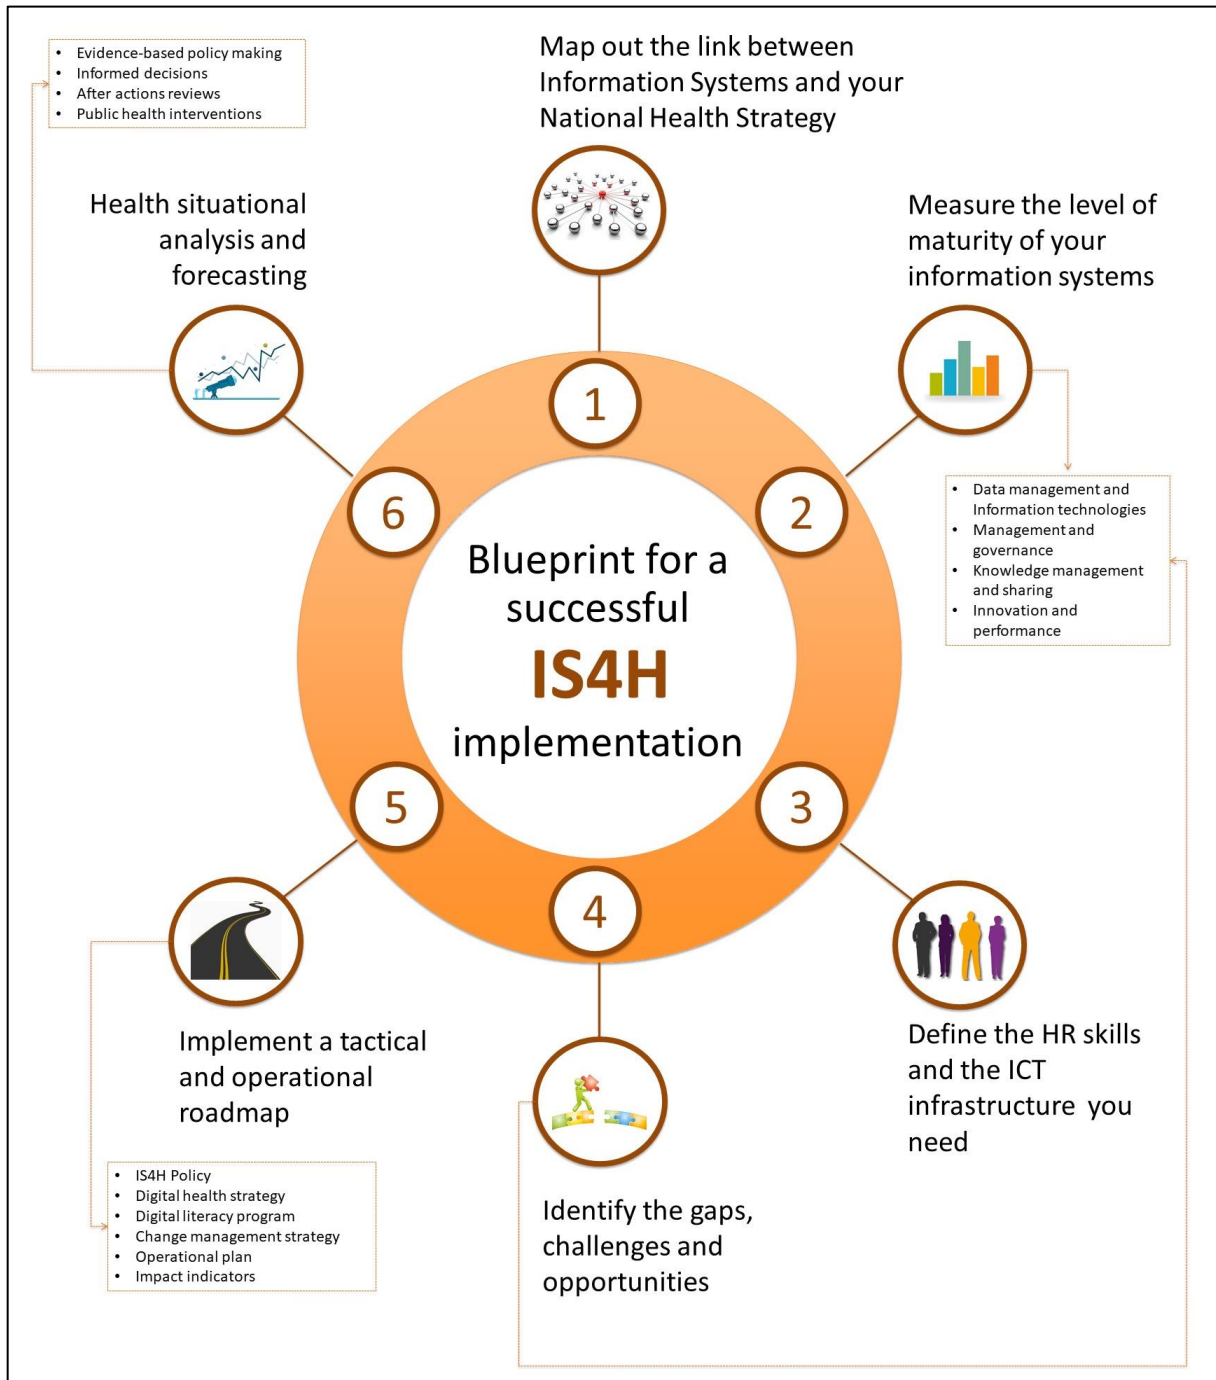 Blueprint for a
successful
IS4H
implementation
1
Map out the link between
Information Systems and your
National Health Strategy
2
Measure the level of
maturity of your
information systems
• Data management and
Information technologies
• Management and
governance
• Knowledge management
and sharing
• Innovation and
performance
3
Define the HR skills
and the ICT
infrastructure you
need
4
Identify the gaps,
challenges and
opportunities
5
Implement a tactical
and operational
roadmap
• IS4H Policy
• Digital health strategy
• Digital literacy program
• Change management strategy
• Operational plan
• Impact indicators
6
Health situational
analysis and
forecasting
• Evidence-based policy making
• Informed decisions
• After actions reviews
• Public health interventions